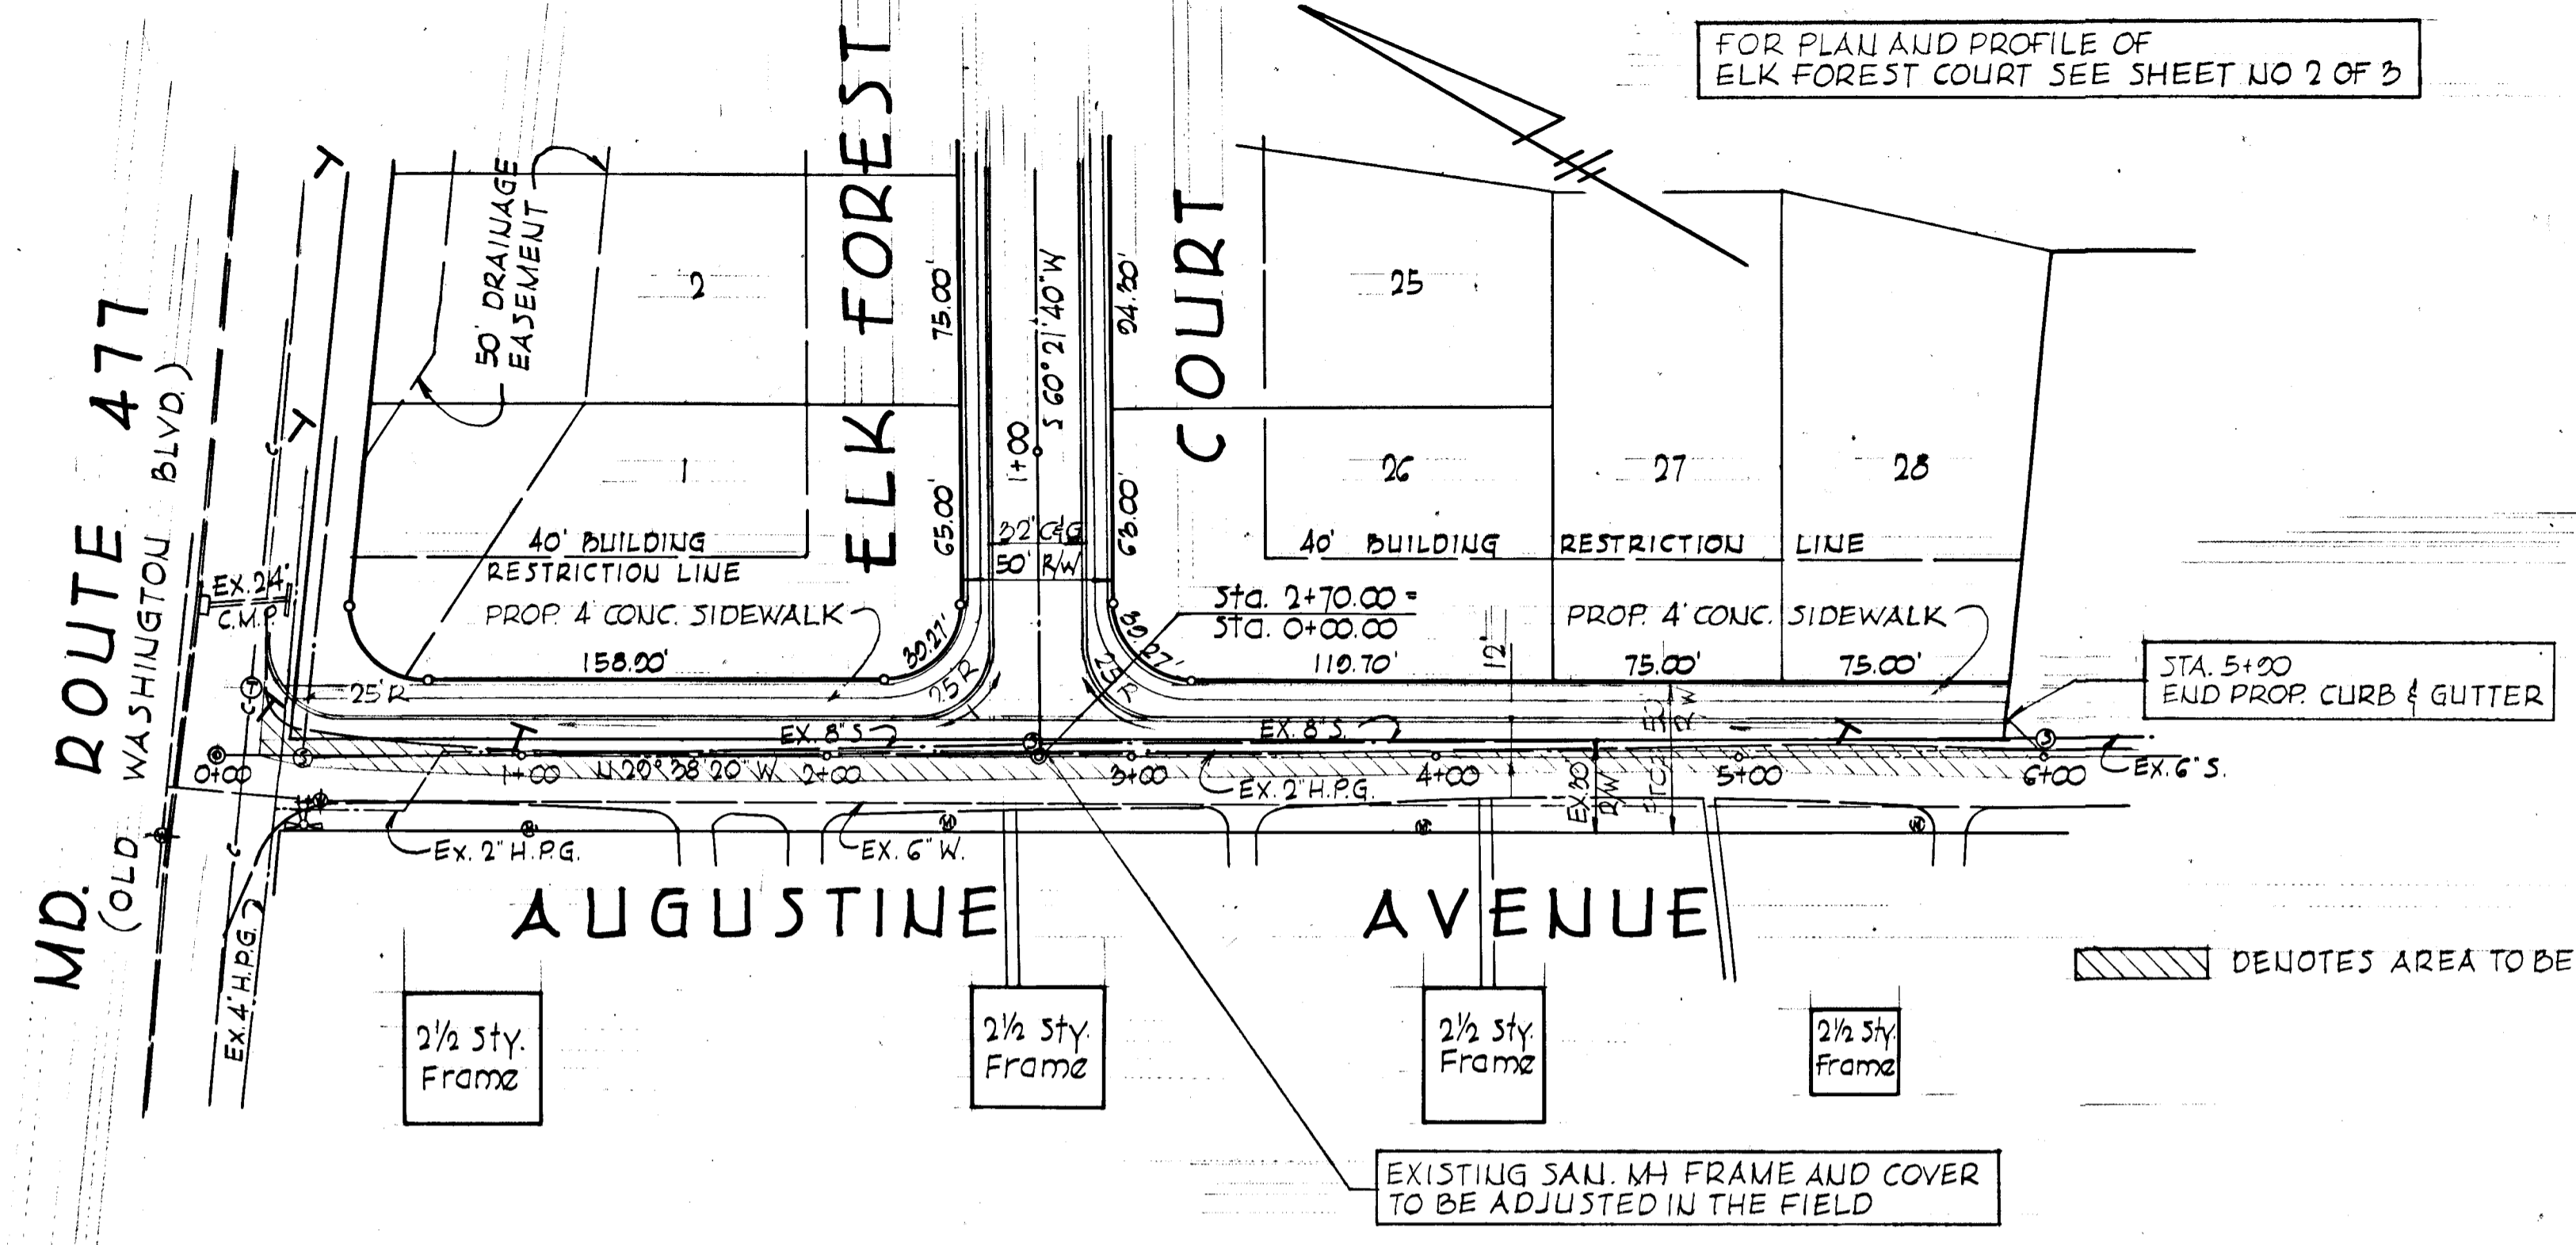 FOR PLAN AND PROFILE OF
ELK FOREST COURT SEE SHEET NO 2 OF 3
MD. ROUTE 477
(OLD WASHINGTON BLVD.)
50' DRAINAGE
EASEMENT
ELK FOREST
COURT
2
1
25
26
27
28
75.00'
65.00'
94.30'
63.00'
S 60° 21' 40" W
1+00
32' C&G
50' R/W
40' BUILDING
RESTRICTION LINE
40' BUILDING RESTRICTION LINE
EX. 24"
C.M.P.
PROP. 4' CONC. SIDEWALK
158.00'
39.27'
25' R
25' R
39.27'
25' R
Sta. 2+70.00 =
Sta. 0+00.00
119.70'
12'
PROP. 4' CONC. SIDEWALK
75.00'
75.00'
STA. 5+90
END PROP. CURB & GUTTER
EX. 8" S.
EX. 8" S.
0+00
1+00
N 29° 38' 20" W
2+00
3+00
4+00
5+00
6+00
EX. 6" S.
EX. 2" H.P.G.
EX. 30'
R/W
R/W
EX. 2" H.P.G.
EX. 6" W.
EX. 4" H.P.G.
AUGUSTINE AVENUE
DENOTES AREA TO BE
2½ Sty.
Frame
2½ Sty.
Frame
2½ Sty.
Frame
2½ Sty.
Frame
EXISTING SAN. MH FRAME AND COVER
TO BE ADJUSTED IN THE FIELD